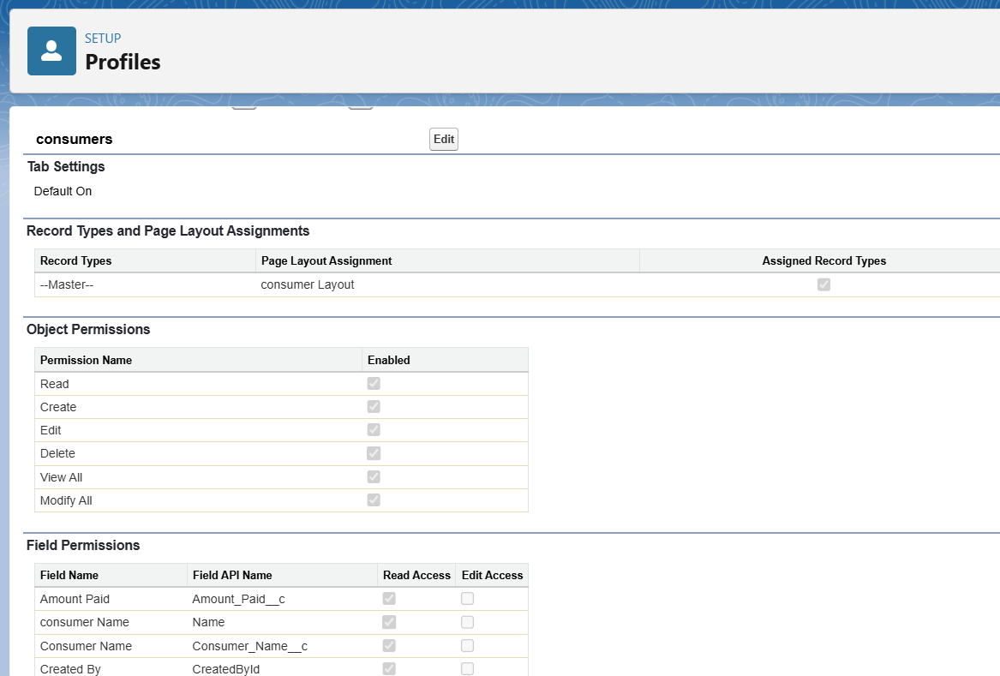 SETUP
Profiles
consumers Edit
Tab Settings
Default On
Record Types and Page Layout Assignments
Record Types Page Layout Assignment Assigned Record Types
--Master-- consumer Layout
Object Permissions
Permission Name Enabled
Read
Create
Edit
Delete
View All
Modify All
Field Permissions
Field Name Field API Name Read Access Edit Access
Amount Paid Amount_Paid__c
consumer Name Name
Consumer Name Consumer_Name__c
Created By CreatedById